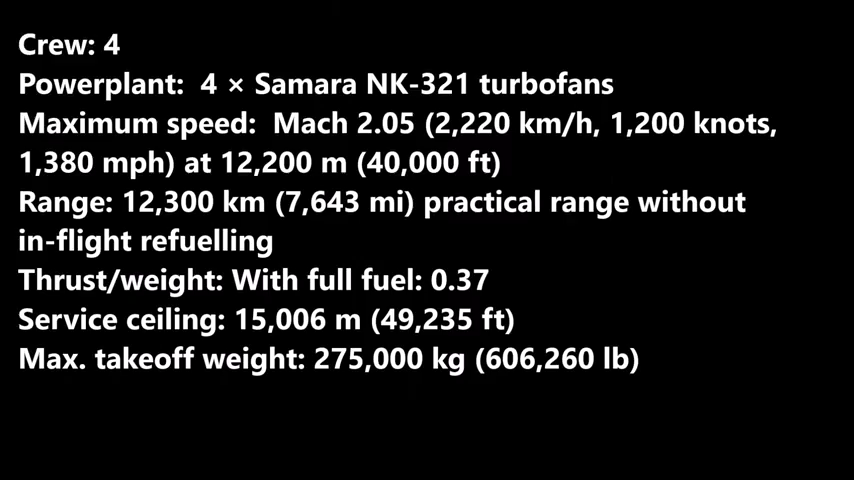 Crew: 4
Powerplant:  4 × Samara NK-321 turbofans
Maximum speed:  Mach 2.05 (2,220 km/h, 1,200 knots,
1,380 mph) at 12,200 m (40,000 ft)
Range: 12,300 km (7,643 mi) practical range without
in-flight refuelling
Thrust/weight: With full fuel: 0.37
Service ceiling: 15,006 m (49,235 ft)
Max. takeoff weight: 275,000 kg (606,260 lb)